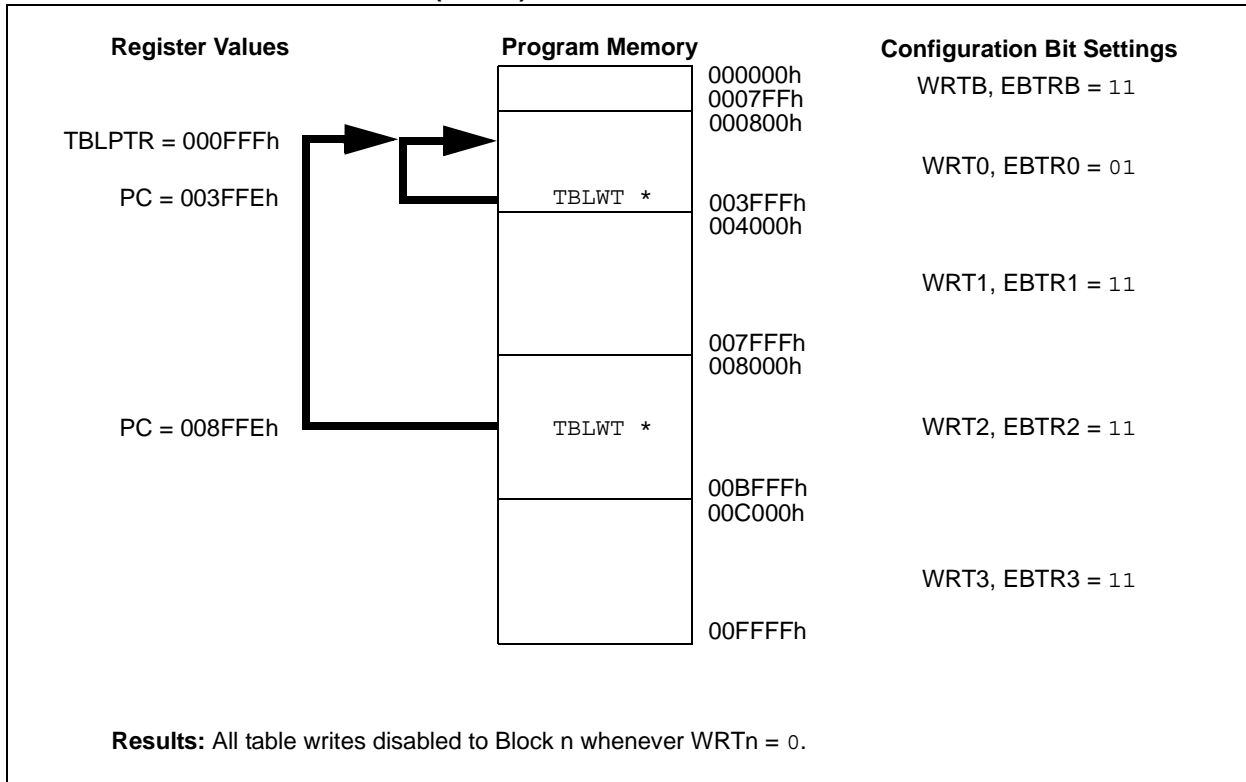 Register Values Program Memory Configuration Bit Settings
000000h WRTB, EBTRB = 11
0007FFh
000800h
TBLPTR = 000FFFh
WRT0, EBTR0 = 01
PC = 003FFEh TBLWT * 003FFFh
004000h
WRT1, EBTR1 = 11
007FFFh
008000h
PC = 008FFEh TBLWT * WRT2, EBTR2 = 11
00BFFFh
00C000h
WRT3, EBTR3 = 11
00FFFFh
Results: All table writes disabled to Block n whenever WRTn = 0.